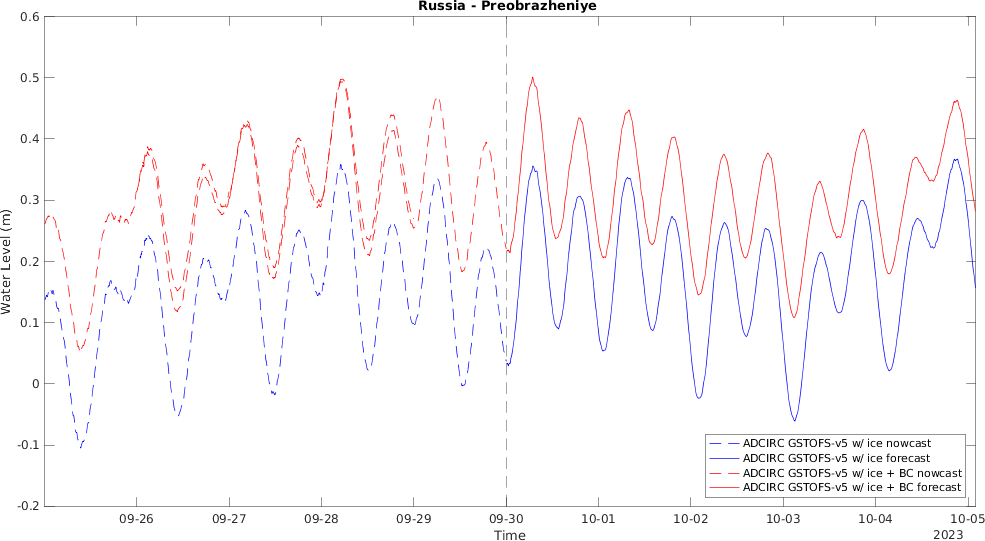 Russia - Preobrazheniye
Water Level (m)
0.6
0.5
0.4
0.3
0.2
0.1
0
-0.1
-0.2
09-26 09-27 09-28 09-29 09-30 10-01 10-02 10-03 10-04 10-05
2023
Time
ADCIRC GSTOFS-v5 w/ ice nowcast
ADCIRC GSTOFS-v5 w/ ice forecast
ADCIRC GSTOFS-v5 w/ ice + BC nowcast
ADCIRC GSTOFS-v5 w/ ice + BC forecast